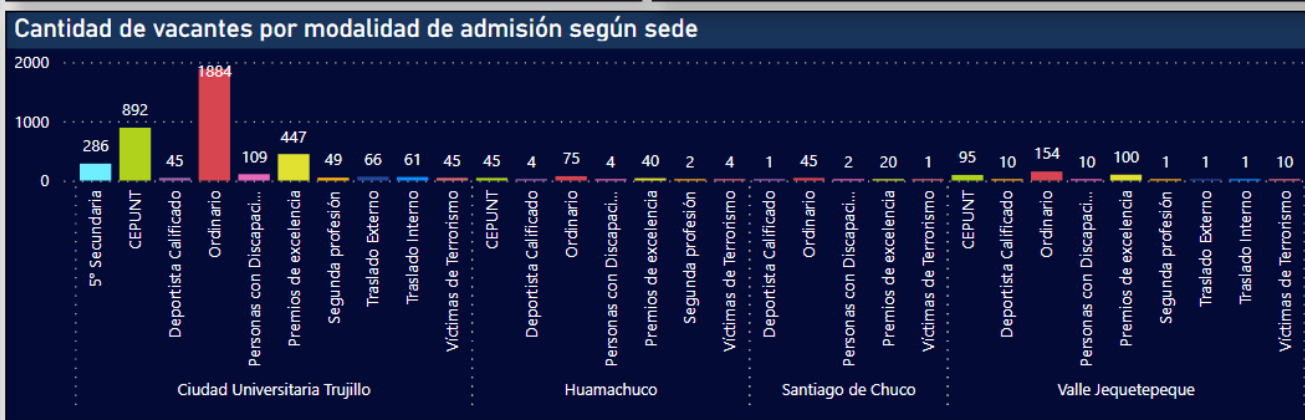 Cantidad de vacantes por modalidad de admisión según sede
2000
1000
0
286
892
45
1884
109
447
49
66
61
45
45
4
75
4
40
2
4
1
45
2
20
1
95
10
154
10
100
1
1
1
10
5° Secundaria
CEPUNT
Deportista Calificado
Ordinario
Personas con Discapaci...
Premios de excelencia
Segunda profesión
Traslado Externo
Traslado Interno
Víctimas de Terrorismo
CEPUNT
Deportista Calificado
Ordinario
Personas con Discapaci...
Premios de excelencia
Segunda profesión
Víctimas de Terrorismo
Deportista Calificado
Ordinario
Personas con Discapaci...
Premios de excelencia
Víctimas de Terrorismo
CEPUNT
Deportista Calificado
Ordinario
Personas con Discapaci...
Premios de excelencia
Segunda profesión
Traslado Externo
Traslado Interno
Víctimas de Terrorismo
Ciudad Universitaria Trujillo
Huamachuco
Santiago de Chuco
Valle Jequetepeque